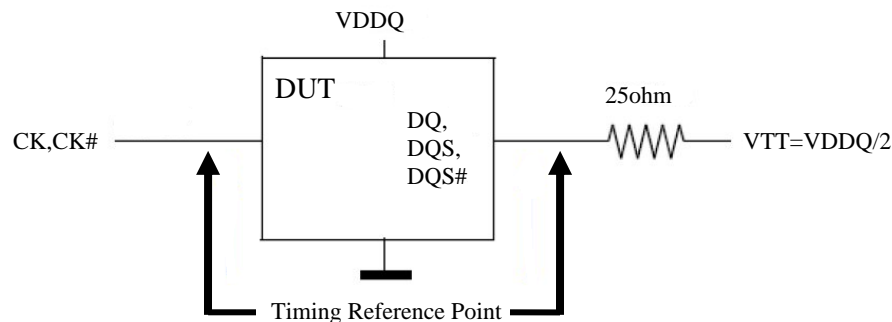 VDDQ
DUT
25ohm
CK,CK#
DQ,
DQS,
DQS#
VTT=VDDQ/2
Timing Reference Point